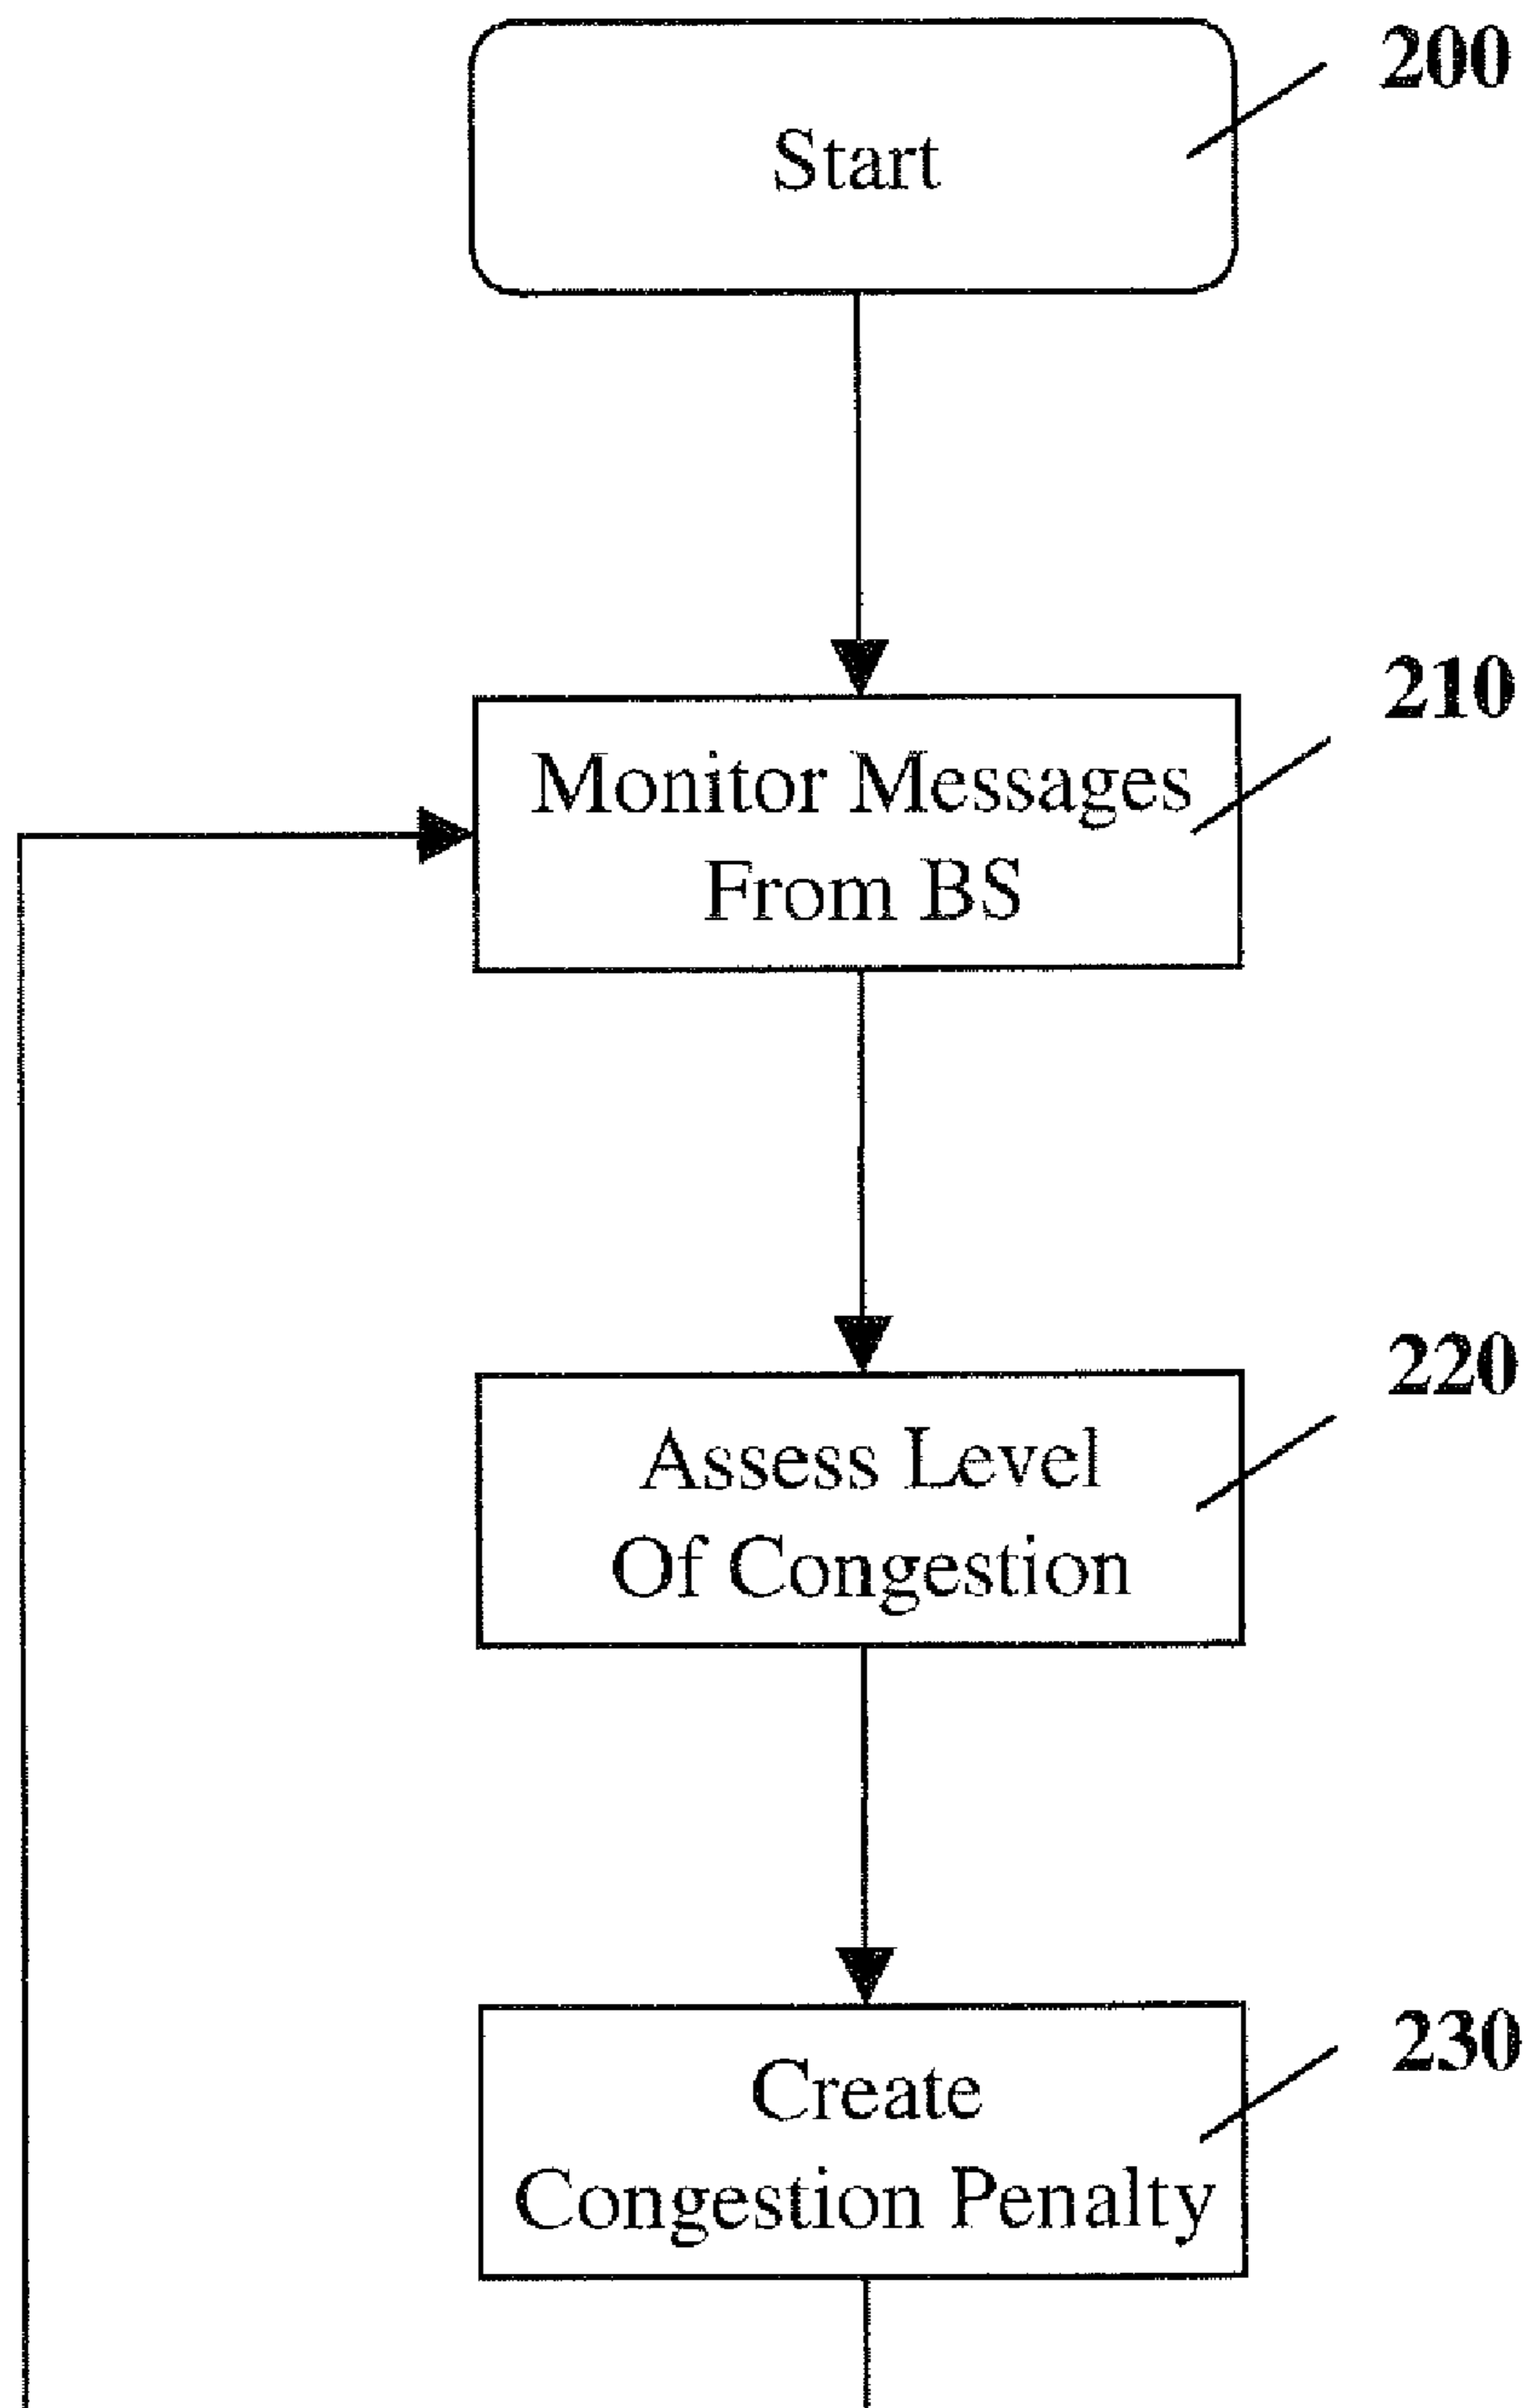 200
Start
210
Monitor Messages
From BS
220
Assess Level
Of Congestion
230
Create
Congestion Penalty